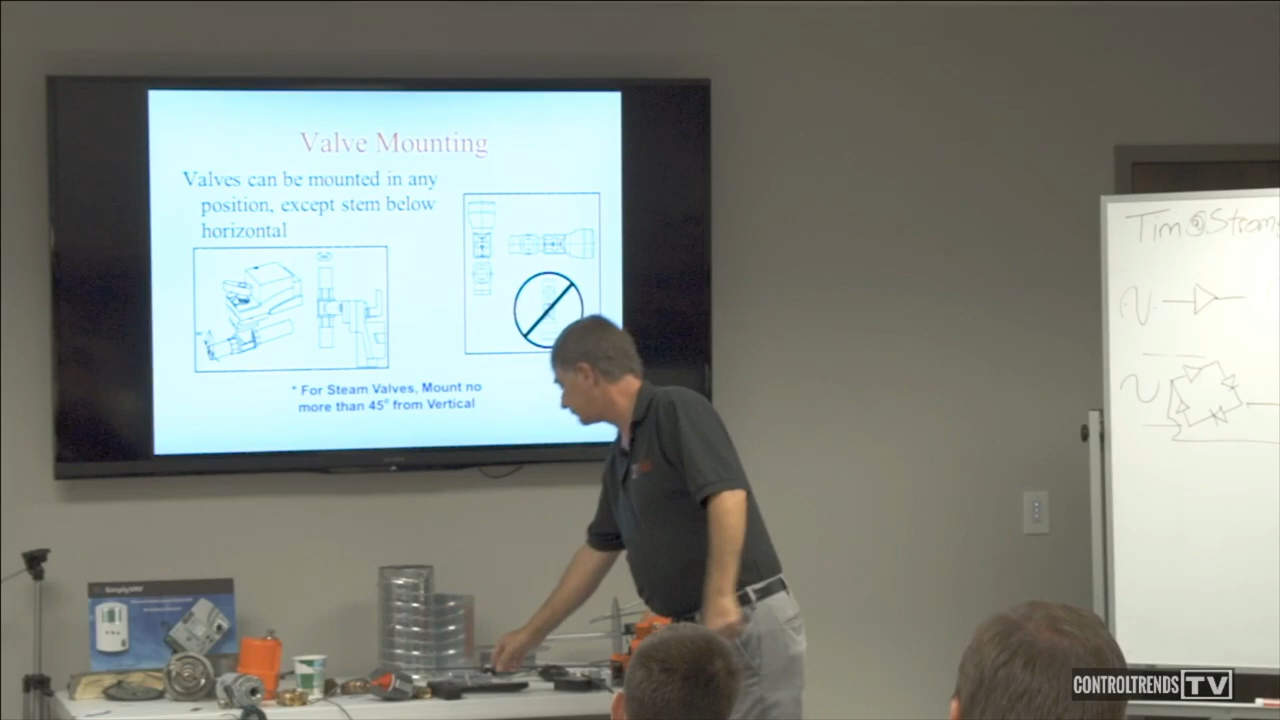 Valve Mounting
Valves can be mounted in any
position, except stem below
horizontal
* For Steam Valves, Mount no
more than 45° from Vertical
Tim@Strom
CONTROLTRENDS TV